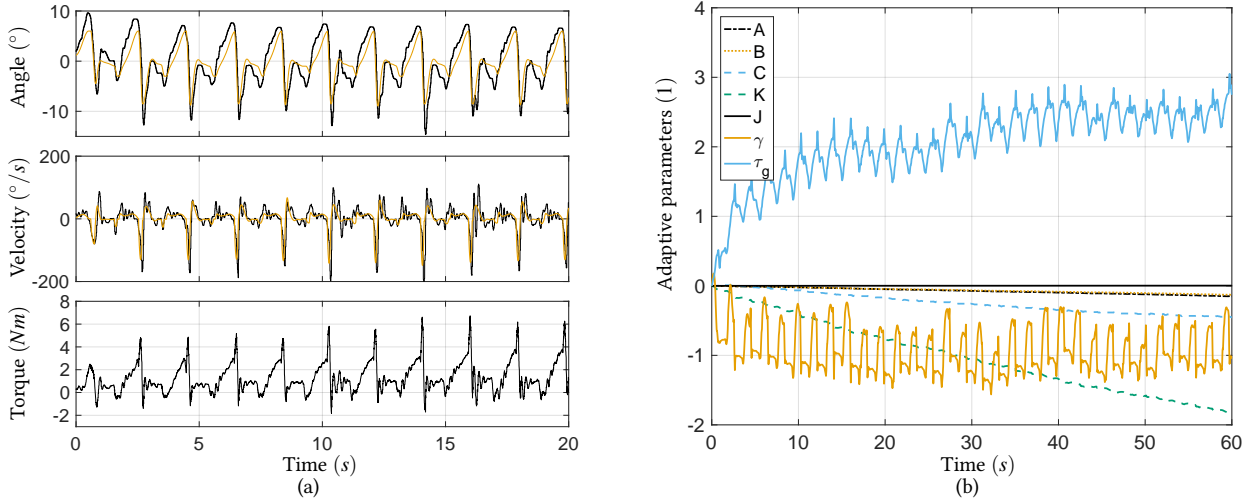 10
0
-10
Angle (°)
200
0
-200
Velocity (°/s)
8
6
4
2
0
-2
Torque (Nm)
0
5
10
15
20
Time (s)
(a)
4
3
2
1
0
-1
-2
Adaptive parameters (1)
A
B
C
K
J
γ
τg
0
10
20
30
40
50
60
Time (s)
(b)